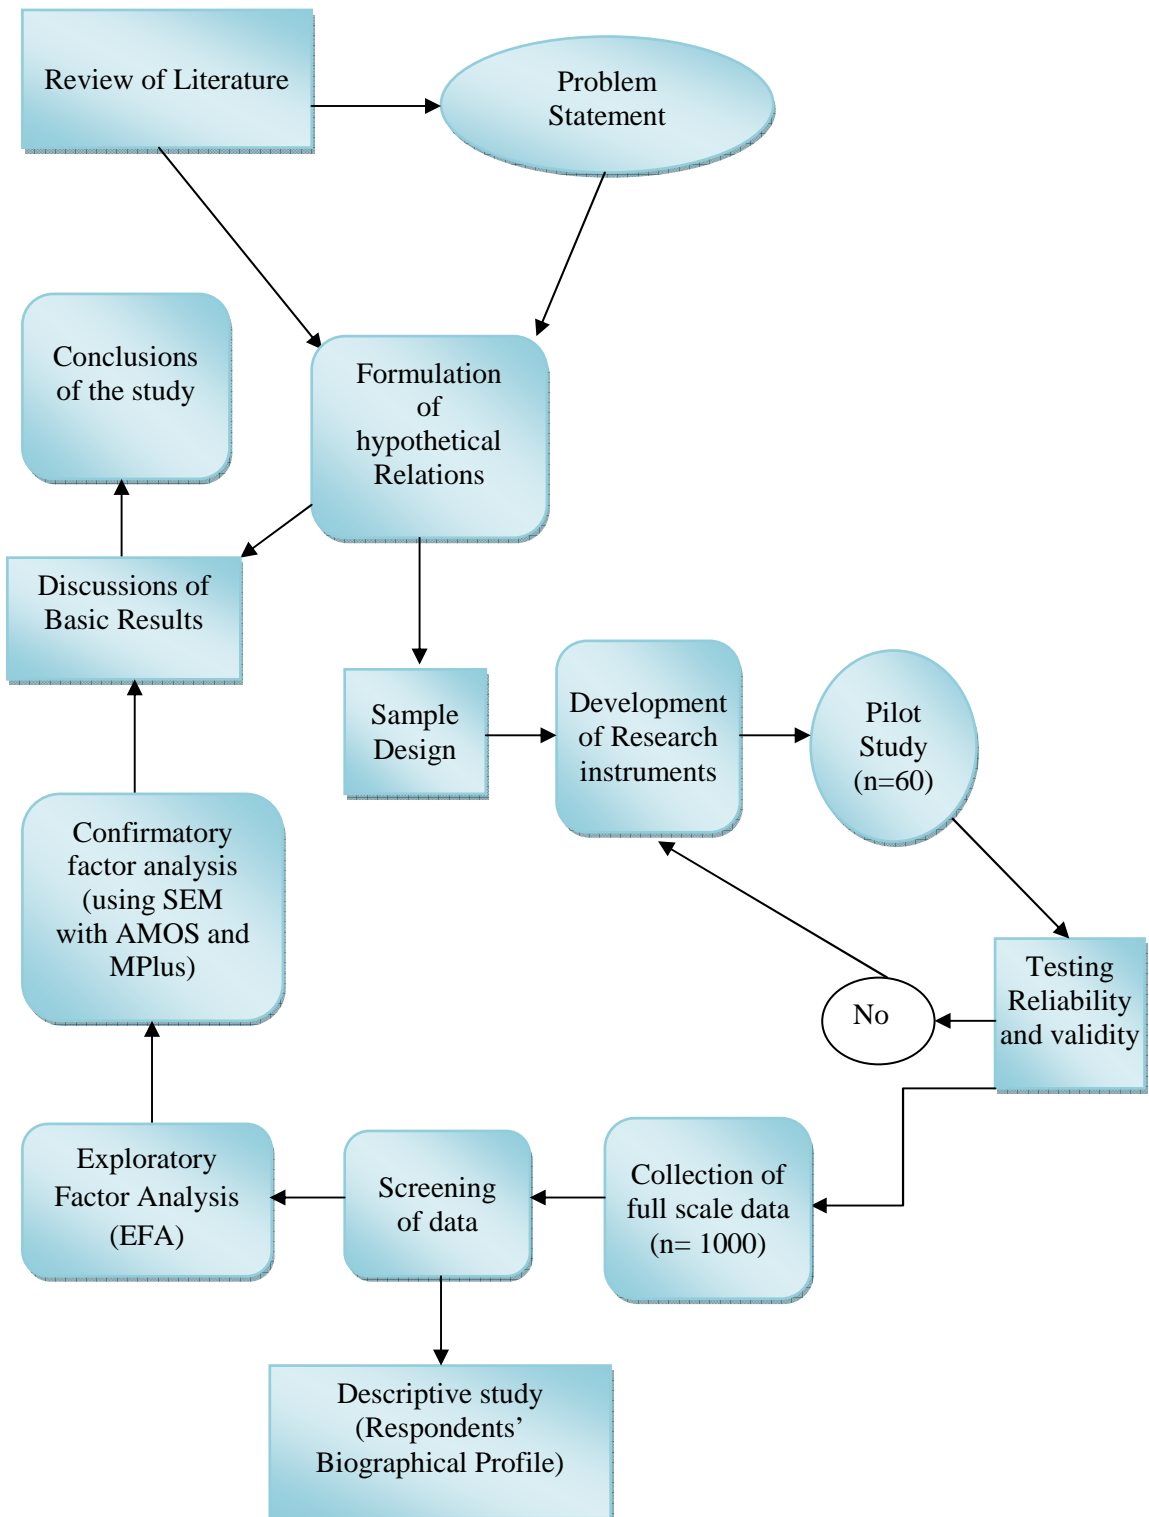 Review of Literature
Problem
Statement
Conclusions
of the study
Formulation
of
hypothetical
Relations
Discussions of
Basic Results
Sample
Design
Development
of Research
instruments
Pilot
Study
(n=60)
Confirmatory
factor analysis
(using SEM
with AMOS and
MPlus)
Testing
Reliability
and validity
No
Exploratory
Factor Analysis
(EFA)
Screening
of data
Collection of
full scale data
(n= 1000)
Descriptive study
(Respondents’
Biographical Profile)